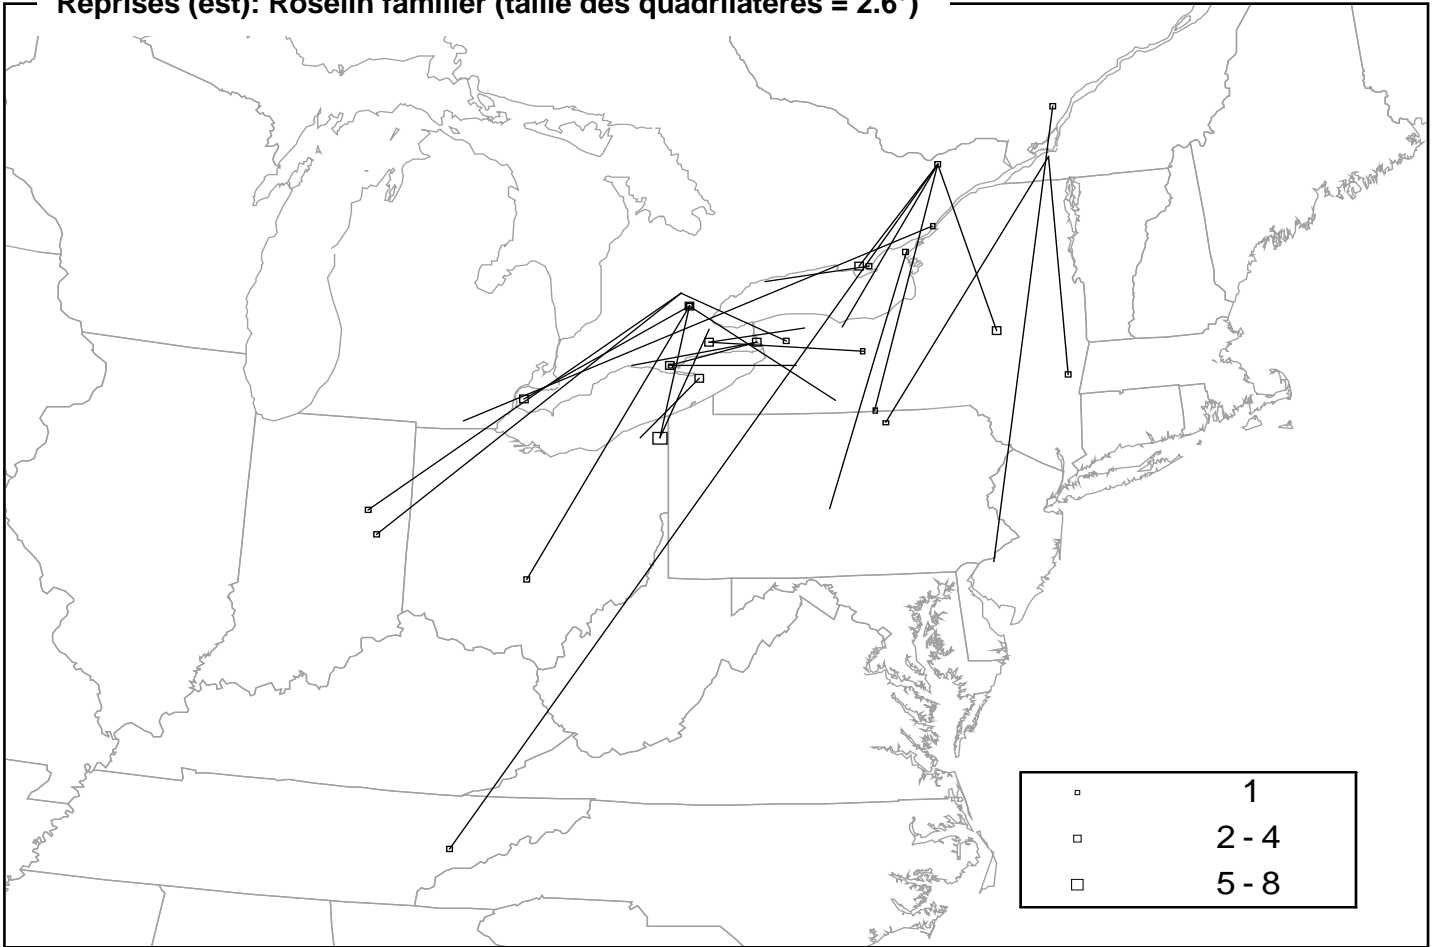 Reprises (est): Roselin familier (taille des quadrilatères = 2.6°)
1
2 - 4
5 - 8